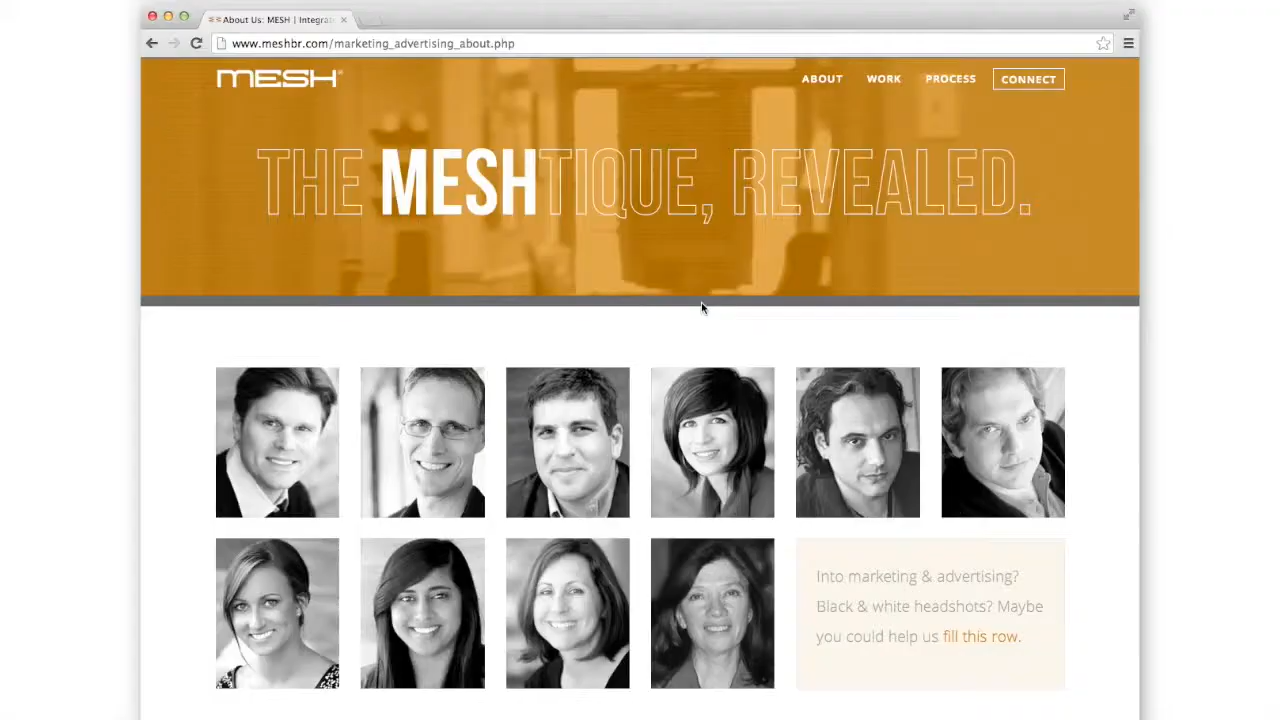 About Us: MESH | Integrat
www.meshbr.com/marketing_advertising_about.php
MESH
ABOUT WORK PROCESS CONNECT
THE MESHTIQUE, REVEALED.
Into marketing & advertising?
Black & white headshots? Maybe
you could help us fill this row.